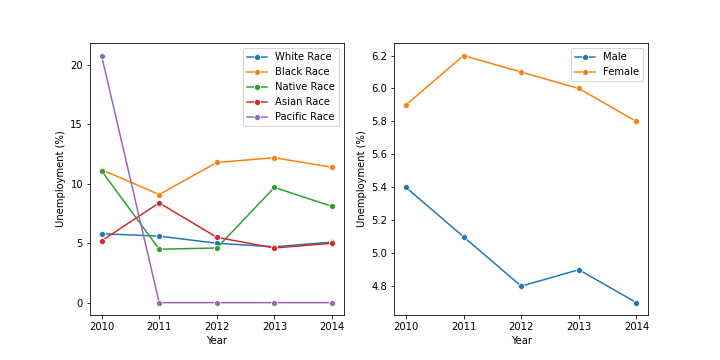 White Race
Black Race
Native Race
Asian Race
Pacific Race
20
15
10
5
0
Unemployment (%)
2010 2011 2012 2013 2014
Year
Male
Female
6.2
6.0
5.8
5.6
5.4
5.2
5.0
4.8
Unemployment (%)
2010 2011 2012 2013 2014
Year